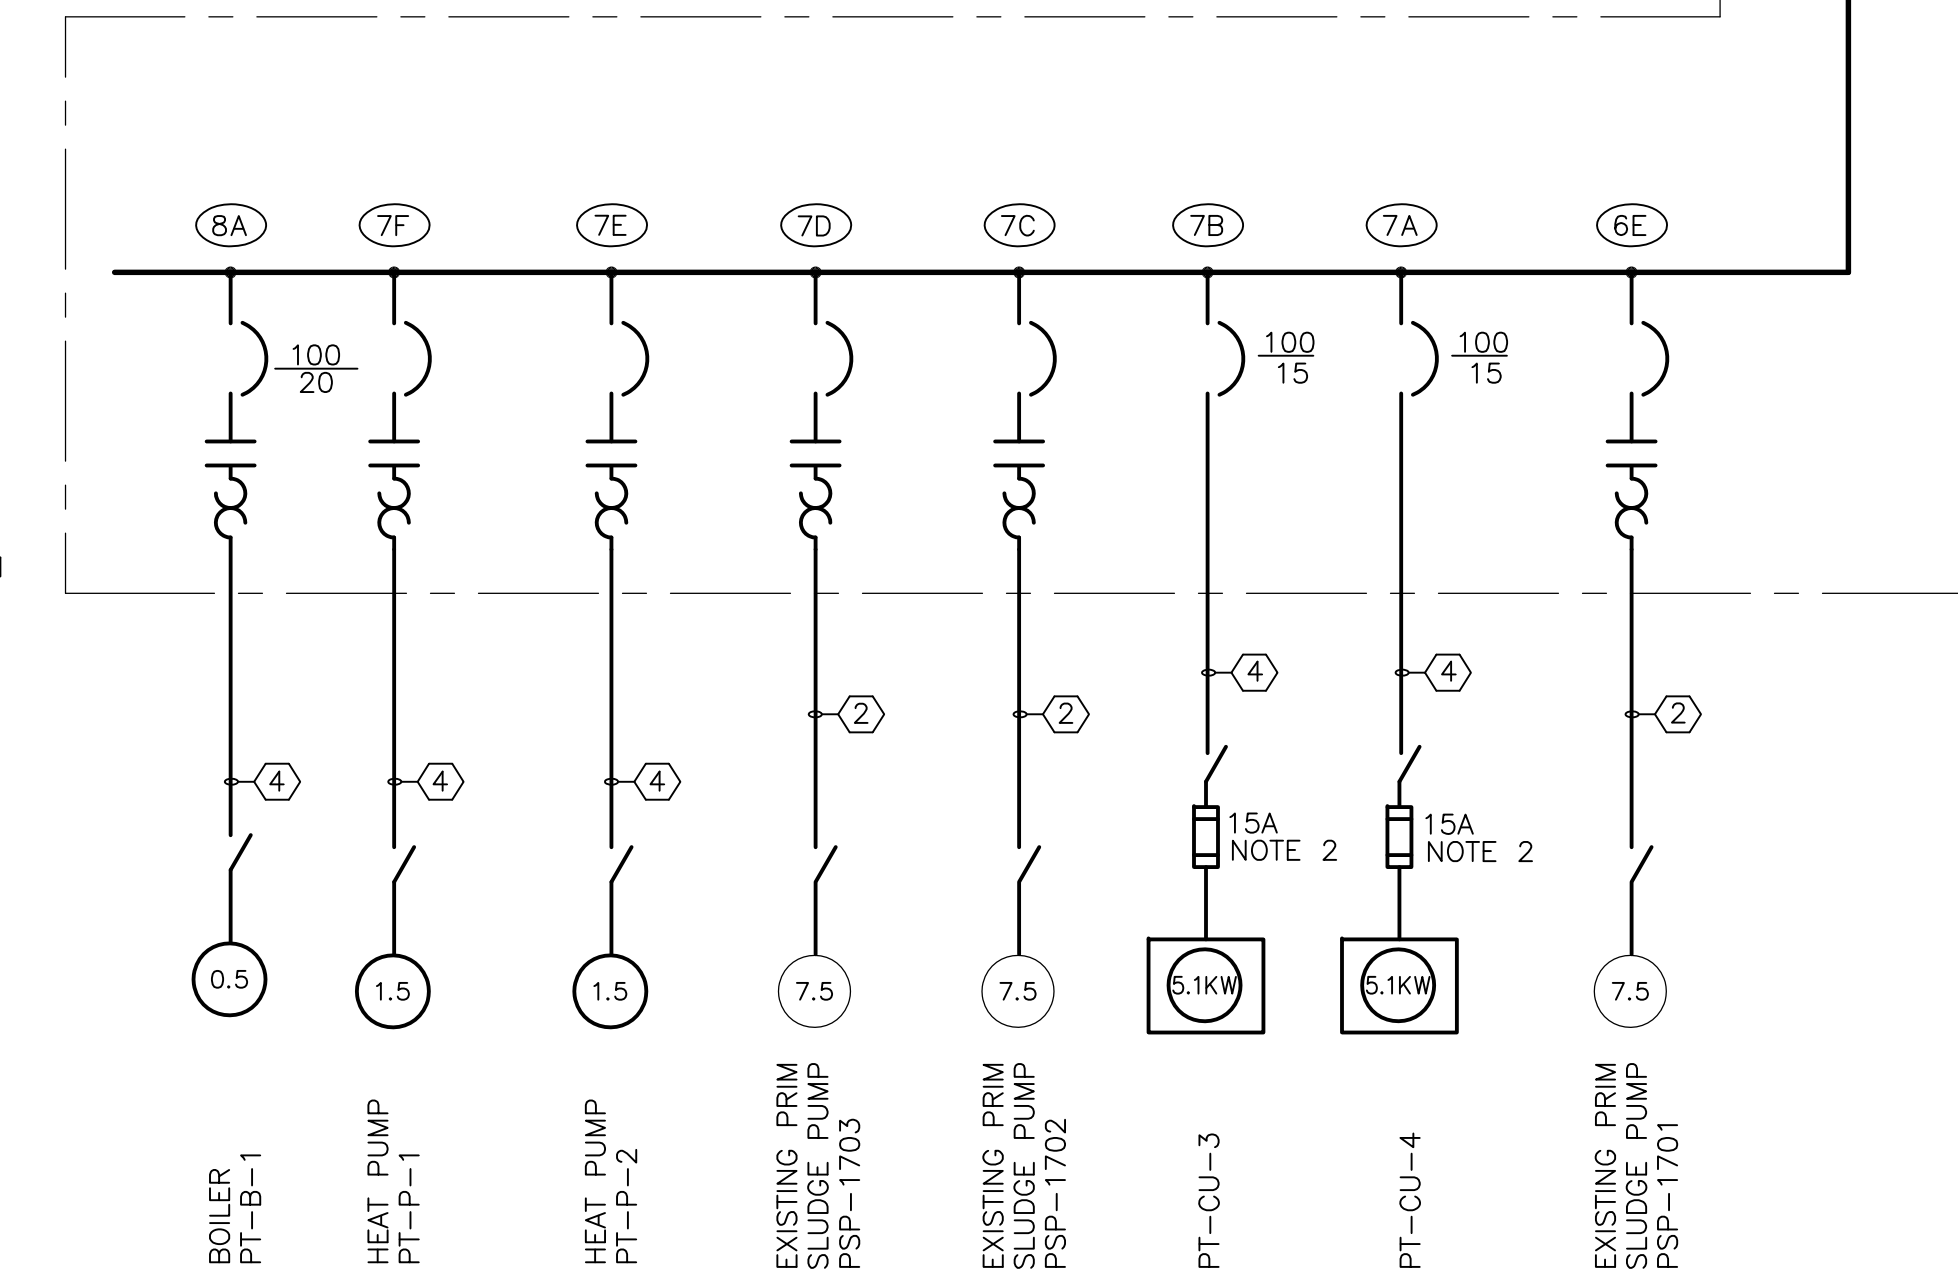 8A
7F
7E
7D
7C
7B
7A
6E
100
20
100
15
100
15
4
4
2
2
2
4
4
4
15A
NOTE 2
15A
NOTE 2
0.5
1.5
1.5
7.5
7.5
5.1KW
5.1KW
7.5
BOILER
PT-B-1
HEAT PUMP
PT-P-1
HEAT PUMP
PT-P-2
EXISTING PRIM
SLUDGE PUMP
PSP-1703
EXISTING PRIM
SLUDGE PUMP
PSP-1702
PT-CU-3
PT-CU-4
EXISTING PRIM
SLUDGE PUMP
PSP-1701